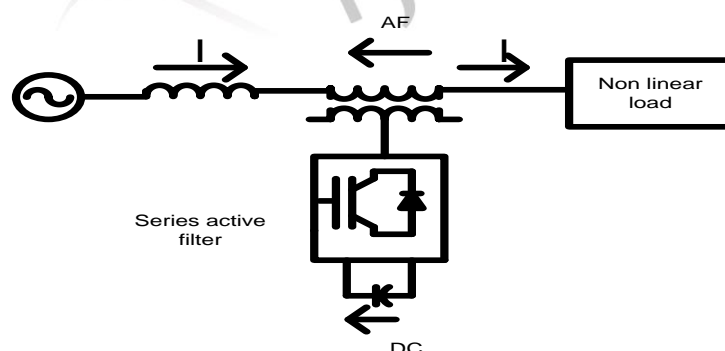 AF
I
I
Non linear
load
Series active
filter
DC